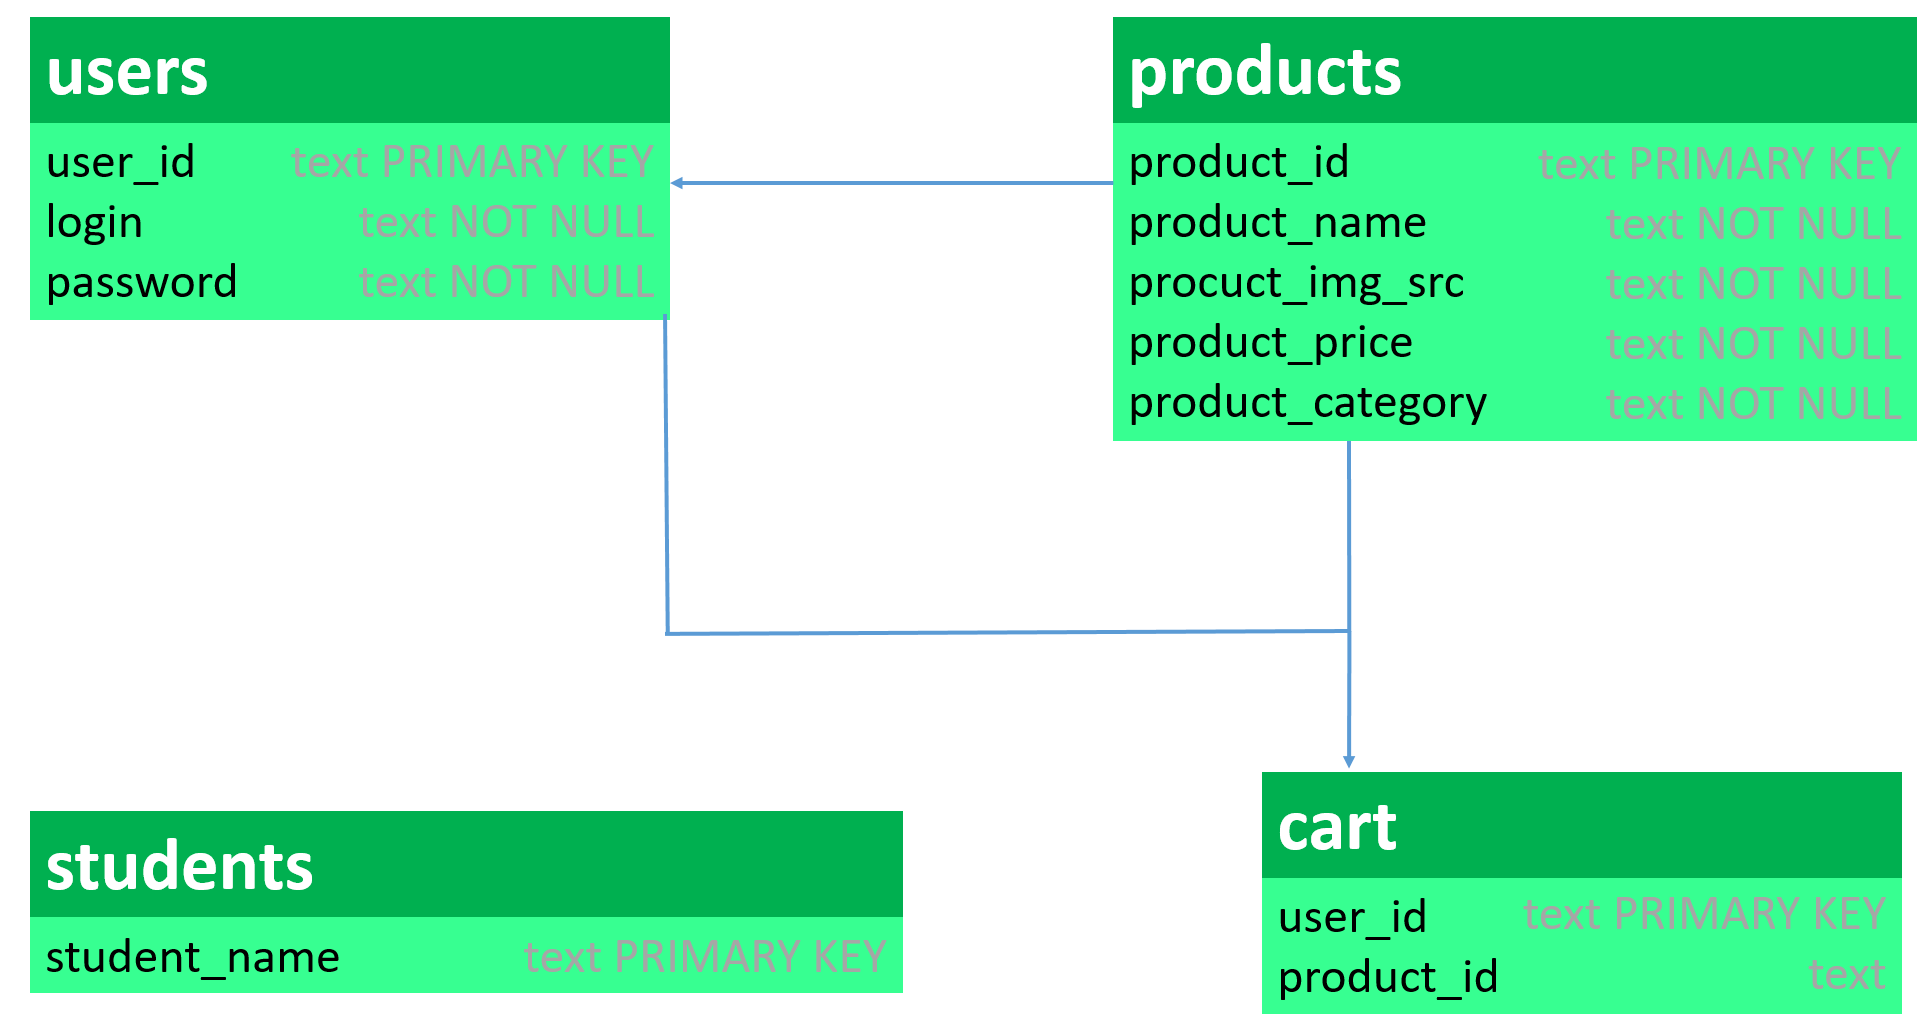 users
user_id text PRIMARY KEY
login text NOT NULL
password text NOT NULL
products
product_id text PRIMARY KEY
product_name text NOT NULL
procuct_img_src text NOT NULL
product_price text NOT NULL
product_category text NOT NULL
students
student_name text PRIMARY KEY
cart
user_id text PRIMARY KEY
product_id text